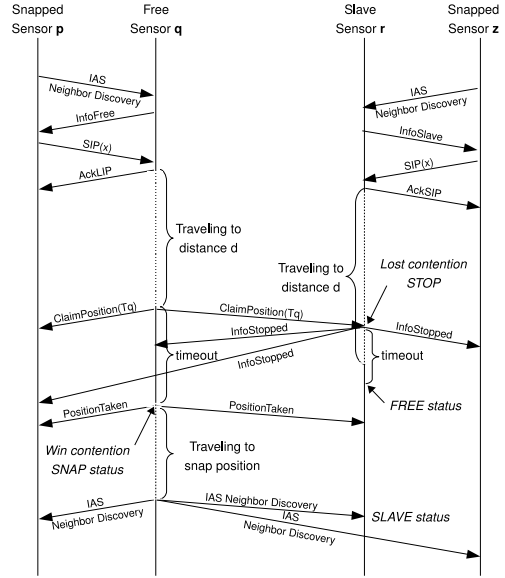 Snapped
Sensor p
Free
Sensor q
Slave
Sensor r
Snapped
Sensor z
IAS
Neighbor Discovery
IAS
Neighbor Discovery
InfoFree
InfoSlave
SIP(x)
SIP(x)
AckLIP
AckSIP
Traveling to
distance d
Traveling to
distance d
Lost contention
STOP
ClaimPosition(Tq)
ClaimPosition(Tq)
InfoStopped
InfoStopped
timeout
InfoStopped
timeout
FREE status
PositionTaken
PositionTaken
Win contention
SNAP status
Traveling to
snap position
IAS
Neighbor Discovery
IAS Neighbor Discovery
IAS
Neighbor Discovery
SLAVE status